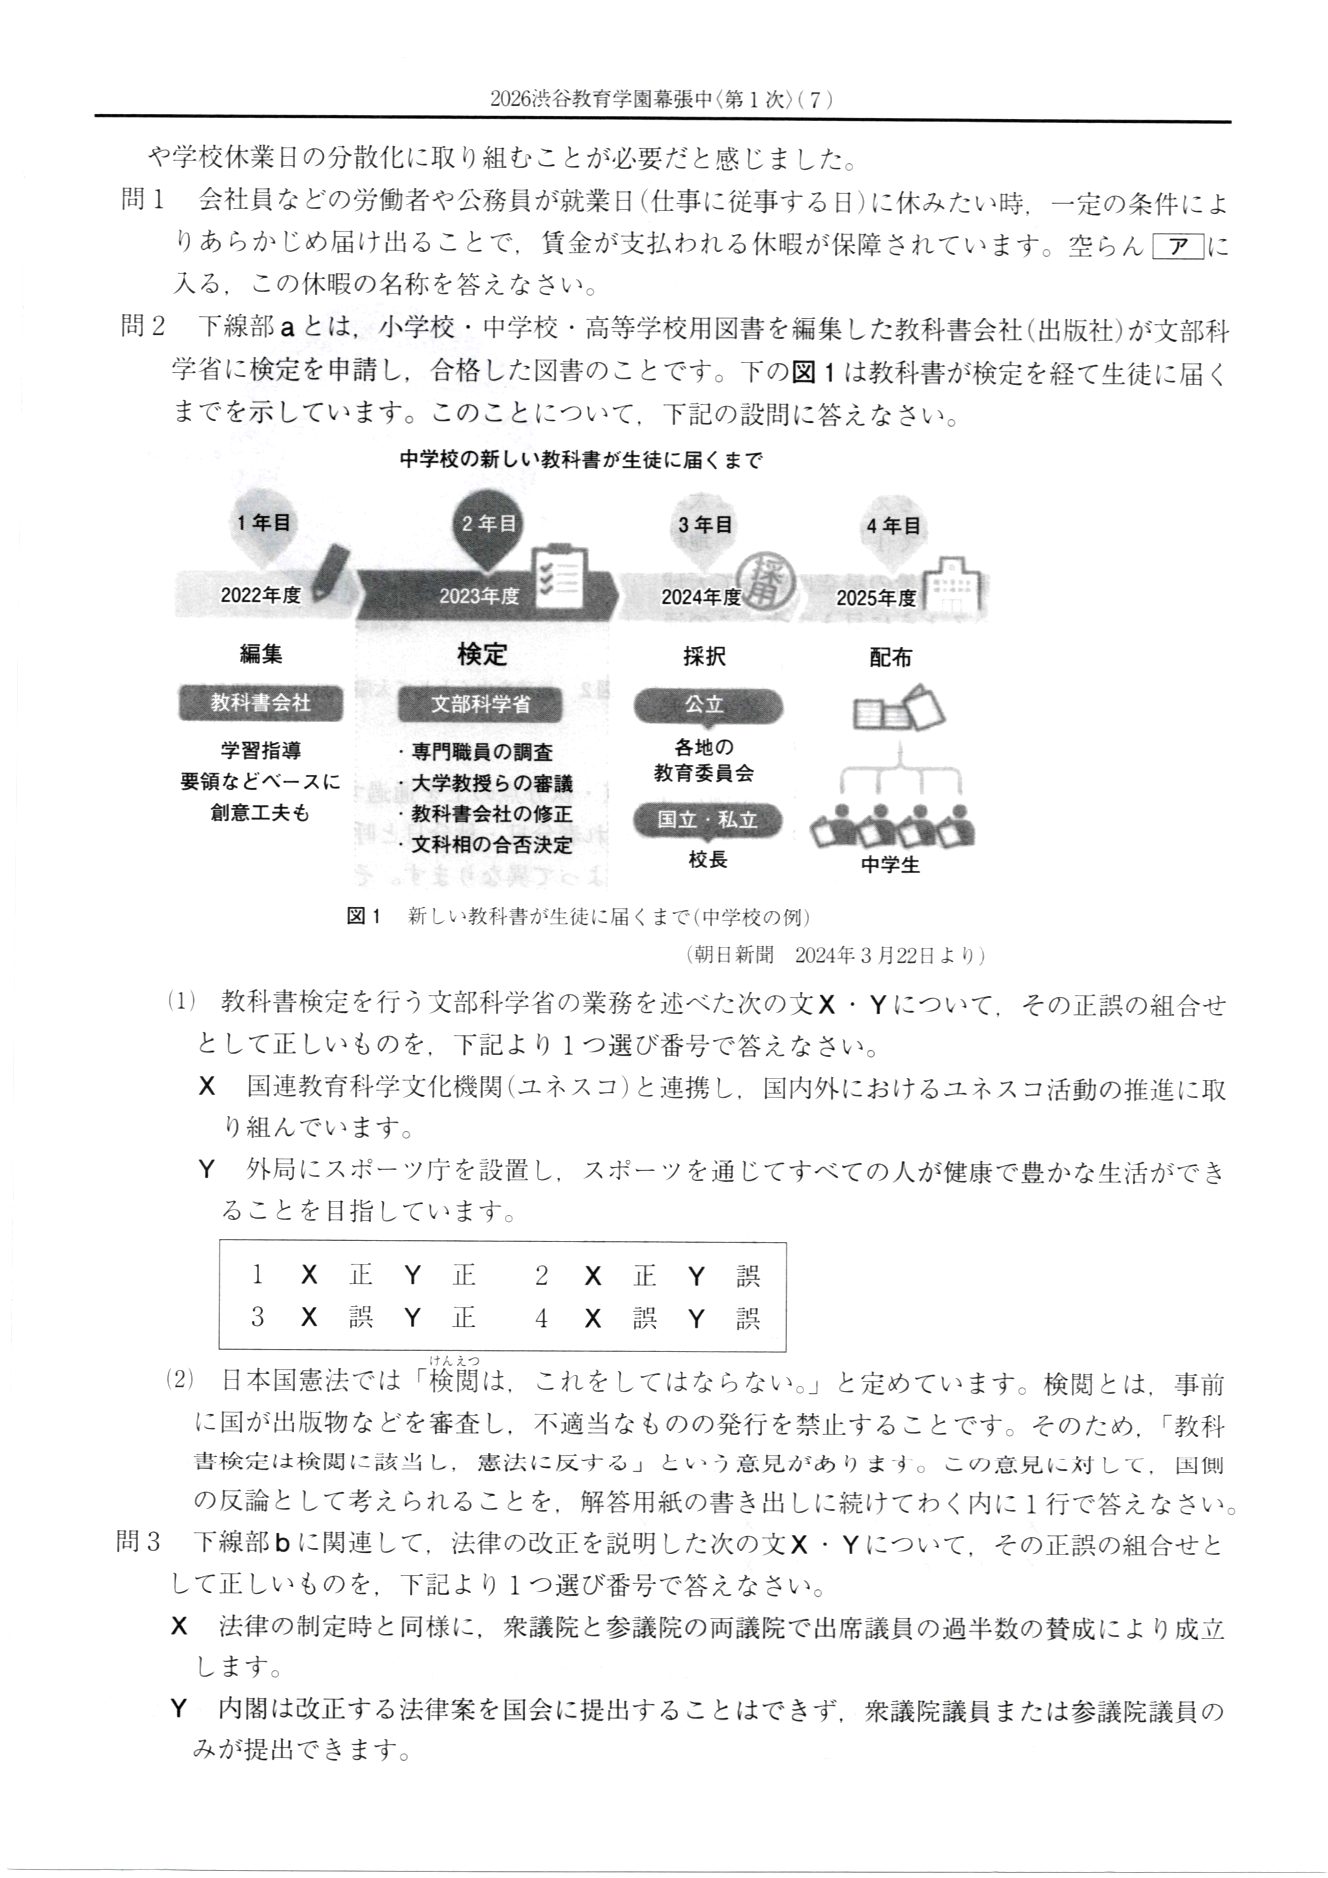 2026渋谷教育学園幕張中〈第1次〉(7)
や学校休業日の分散化に取り組むことが必要だと感じました。
問1 会社員などの労働者や公務員が就業日(仕事に従事する日)に休みたい時，一定の条件によ
りあらかじめ届け出ることで，賃金が支払われる休暇が保障されています。空らん ア に
入る，この休暇の名称を答えなさい。
問2 下線部aとは，小学校・中学校・高等学校用図書を編集した教科書会社(出版社)が文部科
学省に検定を申請し，合格した図書のことです。下の図1は教科書が検定を経て生徒に届く
までを示しています。このことについて，下記の設問に答えなさい。
中学校の新しい教科書が生徒に届くまで
1年目 2年目 3年目 4年目
採用
2022年度 2023年度 2024年度 2025年度
編集 検定 採択 配布
教科書会社 文部科学省 公立
学習指導
要領などベースに
創意工夫も
・専門職員の調査
・大学教授らの審議
・教科書会社の修正
・文科相の合否決定
各地の
教育委員会
国立・私立
校長
中学生
図1 新しい教科書が生徒に届くまで(中学校の例)
(朝日新聞 2024年3月22日より)
(1) 教科書検定を行う文部科学省の業務を述べた次の文X・Yについて，その正誤の組合せ
として正しいものを，下記より1つ選び番号で答えなさい。
X 国連教育科学文化機関(ユネスコ)と連携し，国内外におけるユネスコ活動の推進に取
り組んでいます。
Y 外局にスポーツ庁を設置し，スポーツを通じてすべての人が健康で豊かな生活ができ
ることを目指しています。
1 X 正 Y 正 2 X 正 Y 誤
3 X 誤 Y 正 4 X 誤 Y 誤
けんえつ
(2) 日本国憲法では「検閲は，これをしてはならない。」と定めています。検閲とは，事前
に国が出版物などを審査し，不適当なものの発行を禁止することです。そのため，「教科
書検定は検閲に該当し，憲法に反する」という意見があります。この意見に対して，国側
の反論として考えられることを，解答用紙の書き出しに続けてわく内に1行で答えなさい。
問3 下線部bに関連して，法律の改正を説明した次の文X・Yについて，その正誤の組合せと
して正しいものを，下記より1つ選び番号で答えなさい。
X 法律の制定時と同様に，衆議院と参議院の両議院で出席議員の過半数の賛成により成立
します。
Y 内閣は改正する法律案を国会に提出することはできず，衆議院議員または参議院議員の
みが提出できます。